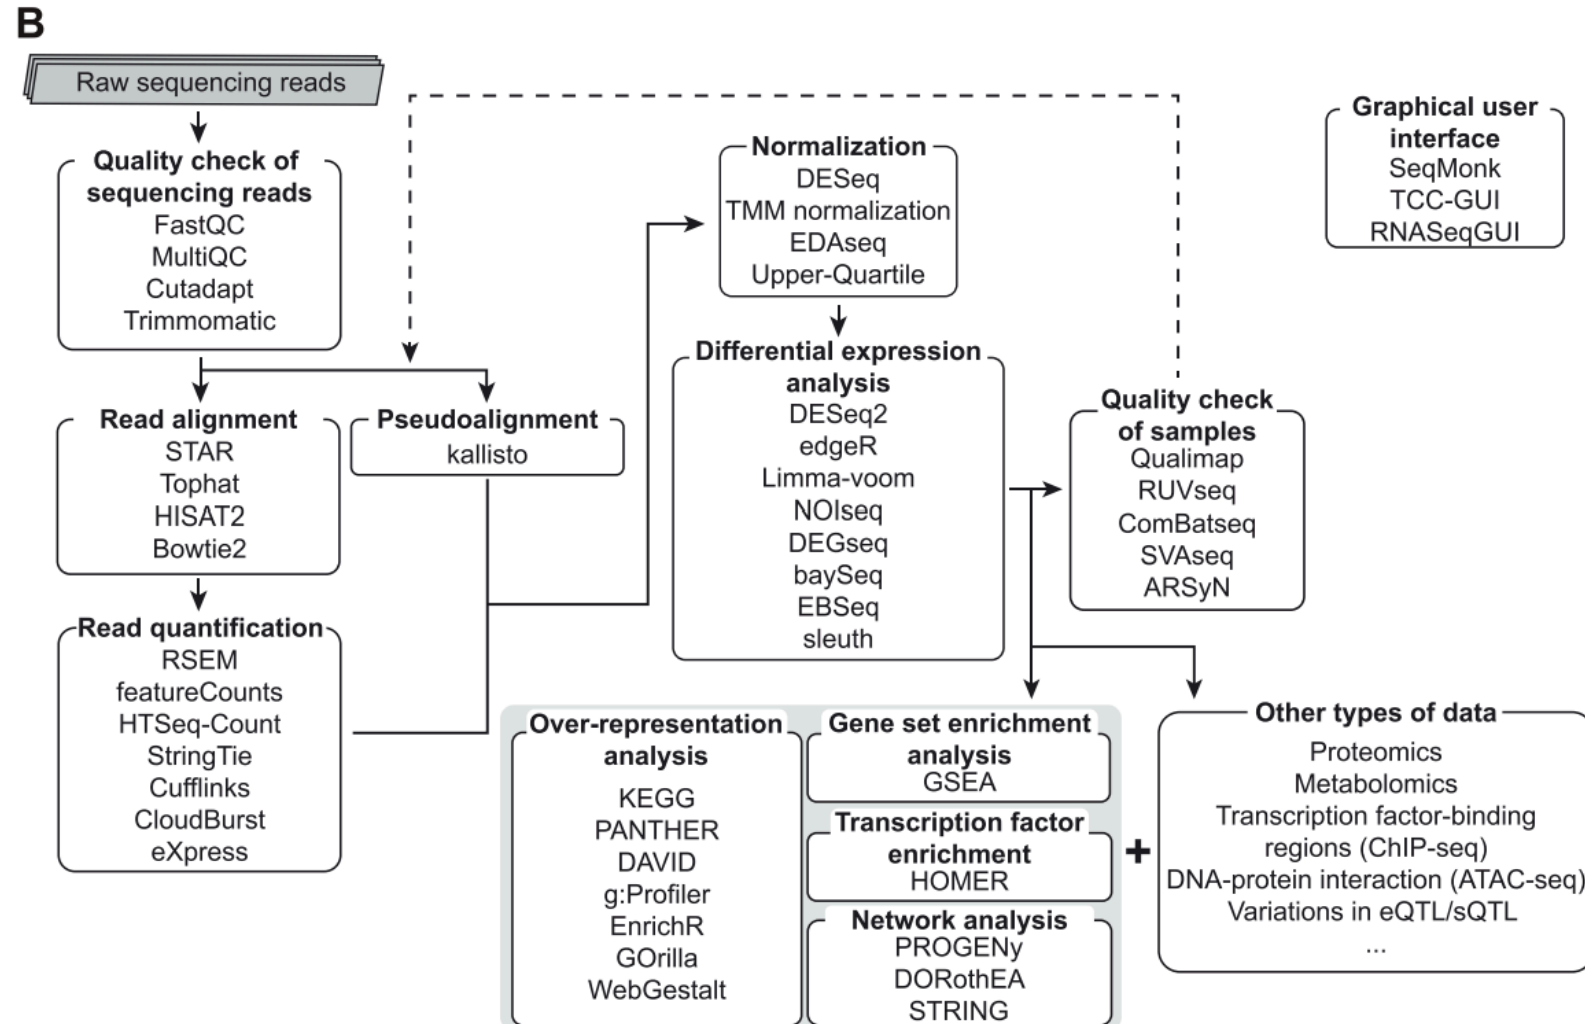 B
Raw sequencing reads
Quality check of
sequencing reads
FastQC
MultiQC
Cutadapt
Trimmomatic
Read alignment
STAR
Tophat
HISAT2
Bowtie2
Pseudoalignment
kallisto
Read quantification
RSEM
featureCounts
HTSeq-Count
StringTie
Cufflinks
CloudBurst
eXpress
Normalization
DESeq
TMM normalization
EDAseq
Upper-Quartile
Differential expression
analysis
DESeq2
edgeR
Limma-voom
NOIseq
DEGseq
baySeq
EBSeq
sleuth
Quality check
of samples
Qualimap
RUVseq
ComBatseq
SVAseq
ARSyN
Graphical user
interface
SeqMonk
TCC-GUI
RNASeqGUI
Over-representation
analysis
KEGG
PANTHER
DAVID
g:Profiler
EnrichR
GOrilla
WebGestalt
Gene set enrichment
analysis
GSEA
Transcription factor
enrichment
HOMER
Network analysis
PROGENy
DORothEA
STRING
+
Other types of data
Proteomics
Metabolomics
Transcription factor-binding
regions (ChIP-seq)
DNA-protein interaction (ATAC-seq)
Variations in eQTL/sQTL
...